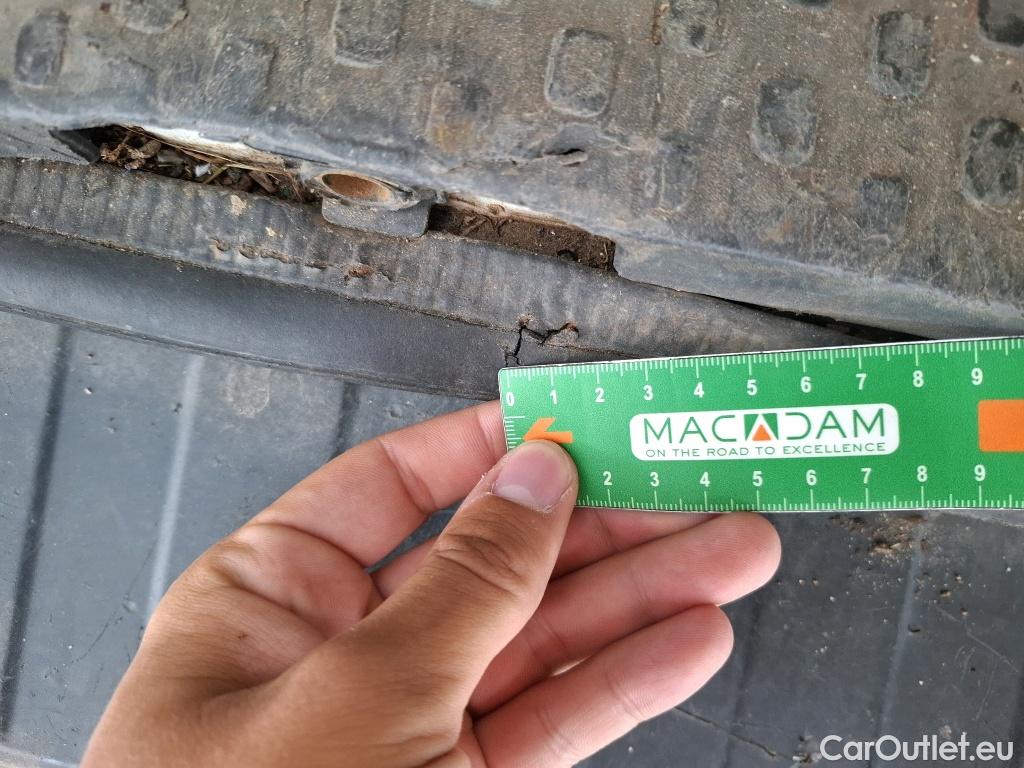 0 1 2 3 4 5 6 7 8 9
MACADAM
ON THE ROAD TO EXCELLENCE
2 3 4 5 6 7 8 9
CarOutlet.eu